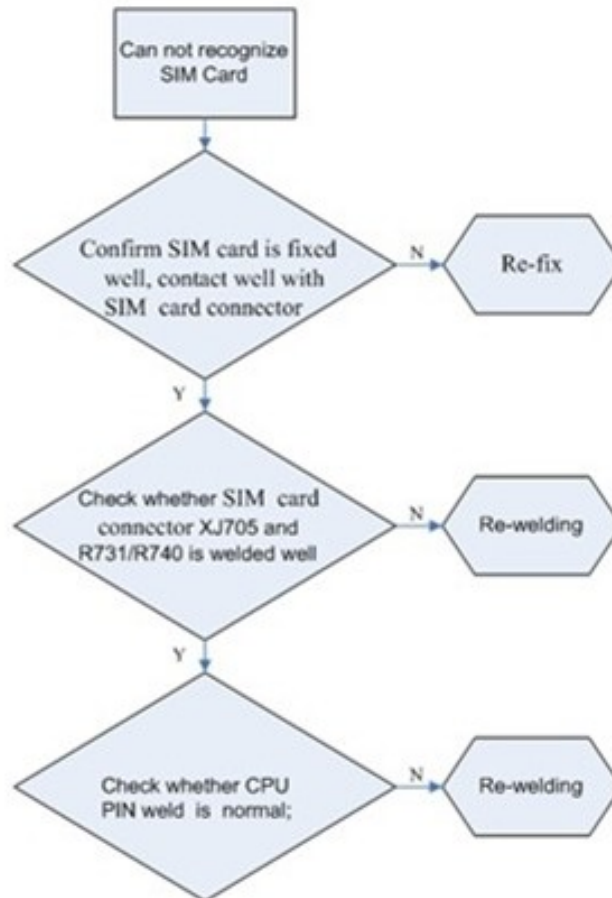 Can not recognize
SIM Card
Confirm SIM card is fixed
well, contact well with
SIM card connector
N
Re-fix
Y
Check whether SIM card
connector XJ705 and
R731/R740 is welded well
N
Re-welding
Y
Check whether CPU
PIN weld is normal;
N
Re-welding